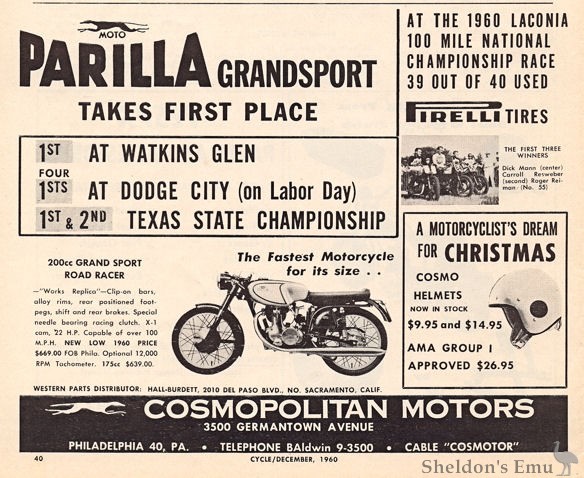 MOTO
PARILLA GRANDSPORT
TAKES FIRST PLACE
1ST AT WATKINS GLEN
FOUR
1STS AT DODGE CITY (on Labor Day)
1ST & 2ND TEXAS STATE CHAMPIONSHIP
AT THE 1960 LACONIA
100 MILE NATIONAL
CHAMPIONSHIP RACE
39 OUT OF 40 USED
PIRELLI TIRES
THE FIRST THREE
WINNERS
Dick Mann (center)
Carroll Resweber
(second) Roger Rei-
man (No. 55)
200cc GRAND SPORT
ROAD RACER
—"Works Replica"—Clip-on bars,
alloy rims, rear positioned foot-
pegs, shift and rear brakes. Special
needle bearing racing clutch. X-1
cam, 22 H.P. Capable of over 100
M.P.H. NEW LOW 1960 PRICE
$669.00 FOB Phila. Optional 12,000
RPM Tachometer. 175cc $639.00.
The Fastest Motorcycle
for its size . .
A MOTORCYCLIST'S DREAM
FOR CHRISTMAS
COSMO
HELMETS
NOW IN STOCK
$9.95 and $14.95
AMA GROUP I
APPROVED $26.95
WESTERN PARTS DISTRIBUTOR: HALL-BURDETT, 2010 DEL PASO BLVD., NO. SACRAMENTO, CALIF.
COSMOPOLITAN MOTORS
3500 GERMANTOWN AVENUE
PHILADELPHIA 40, PA. • TELEPHONE BAldwin 9-3500 • CABLE "COSMOTOR"
40
CYCLE/DECEMBER, 1960
Sheldon's Emu